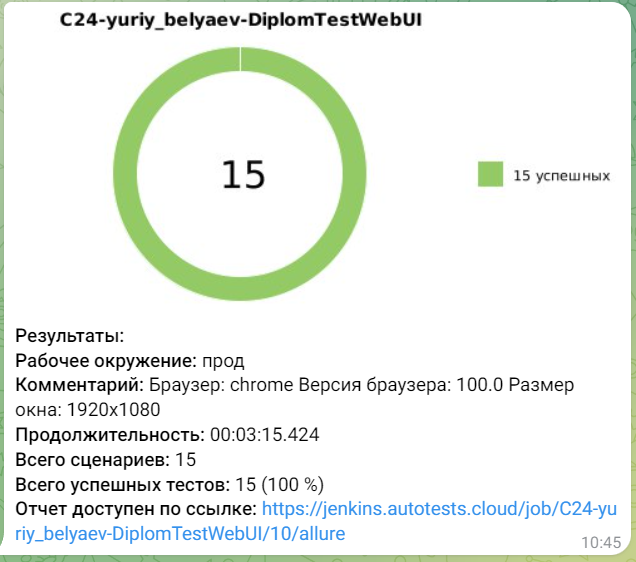 C24-yuriy_belyaev-DiplomTestWebUI
15
15 успешных
Результаты:
Рабочее окружение: прод
Комментарий: Браузер: chrome Версия браузера: 100.0 Размер
окна: 1920x1080
Продолжительность: 00:03:15.424
Всего сценариев: 15
Всего успешных тестов: 15 (100 %)
Отчет доступен по ссылке: https://jenkins.autotests.cloud/job/C24-yu
riy_belyaev-DiplomTestWebUI/10/allure
10:45